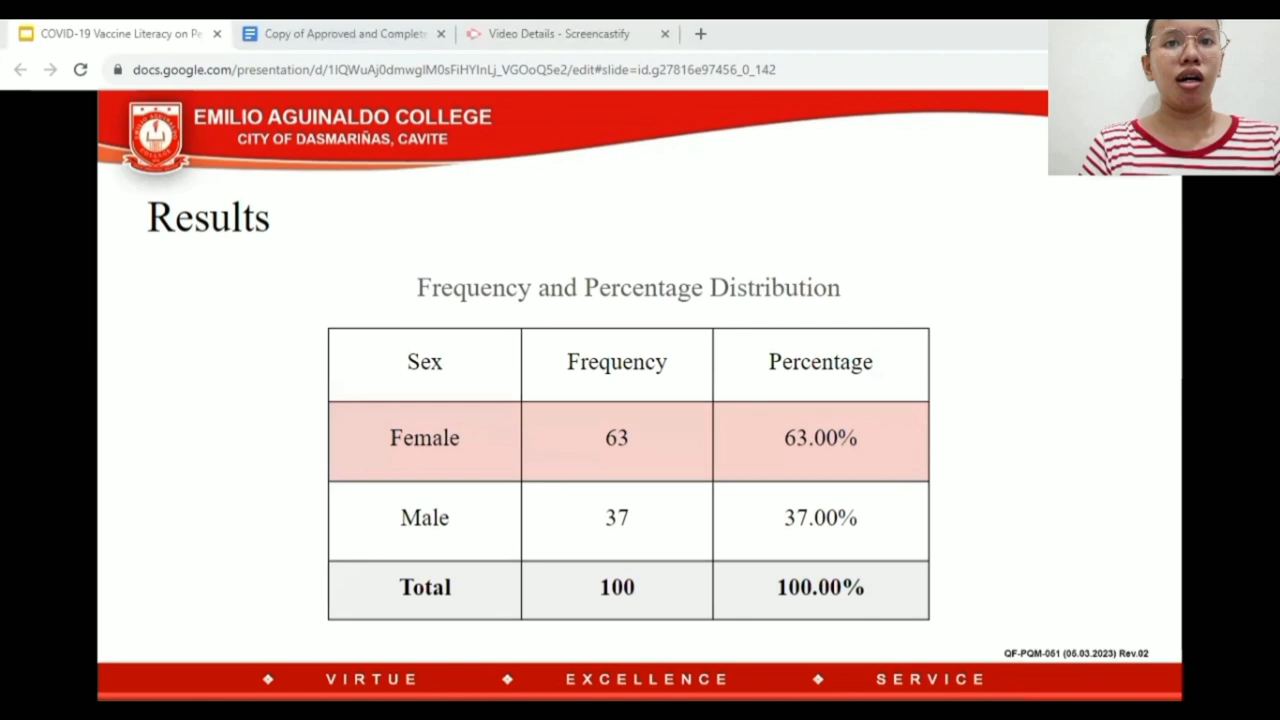 COVID-19 Vaccine Literacy on Pe
Copy of Approved and Complete
Video Details - Screencastify
docs.google.com/presentation/d/1IQWuAj0dmwgIM0sFiHYInLj_VGOoQ5e2/edit#slide=id.g27816e97456_0_142
EMILIO AGUINALDO COLLEGE
CITY OF DASMARIÑAS, CAVITE
Results
Frequency and Percentage Distribution
Sex Frequency Percentage
Female 63 63.00%
Male 37 37.00%
Total 100 100.00%
QF-PQM-051 (05.03.2023) Rev.02
VIRTUE EXCELLENCE SERVICE